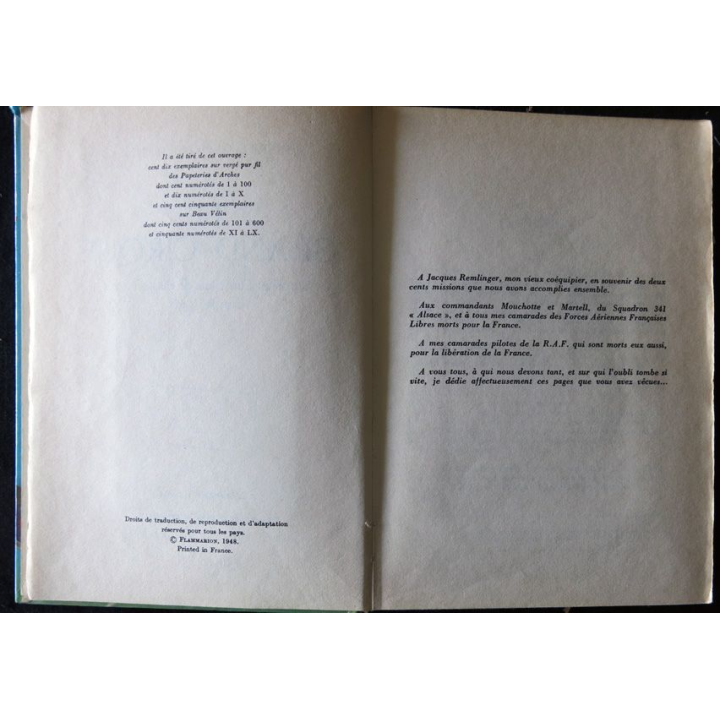 Il a été tiré de cet ouvrage :
cent dix exemplaires sur vergé pur fil
des Papeteries d'Arches
dont cent numérotés de 1 à 100
et dix numérotés de I à X
et cinq cent cinquante exemplaires
sur Beau Vélin
dont cinq cents numérotés de 101 à 600
et cinquante numérotés de XI à LX.
Droits de traduction, de reproduction et d'adaptation
réservés pour tous les pays.
© FLAMMARION, 1948.
Printed in France.
A Jacques Remlinger, mon vieux coéquipier, en souvenir des deux
cents missions que nous avons accomplies ensemble.
Aux commandants Mouchotte et Martell, du Squadron 341
« Alsace », et à tous mes camarades des Forces Aériennes Françaises
Libres morts pour la France.
A mes camarades pilotes de la R.A.F. qui sont morts eux aussi,
pour la libération de la France.
A vous tous, à qui nous devons tant, et sur qui l'oubli tombe si
vite, je dédie affectueusement ces pages que vous avez vécues...